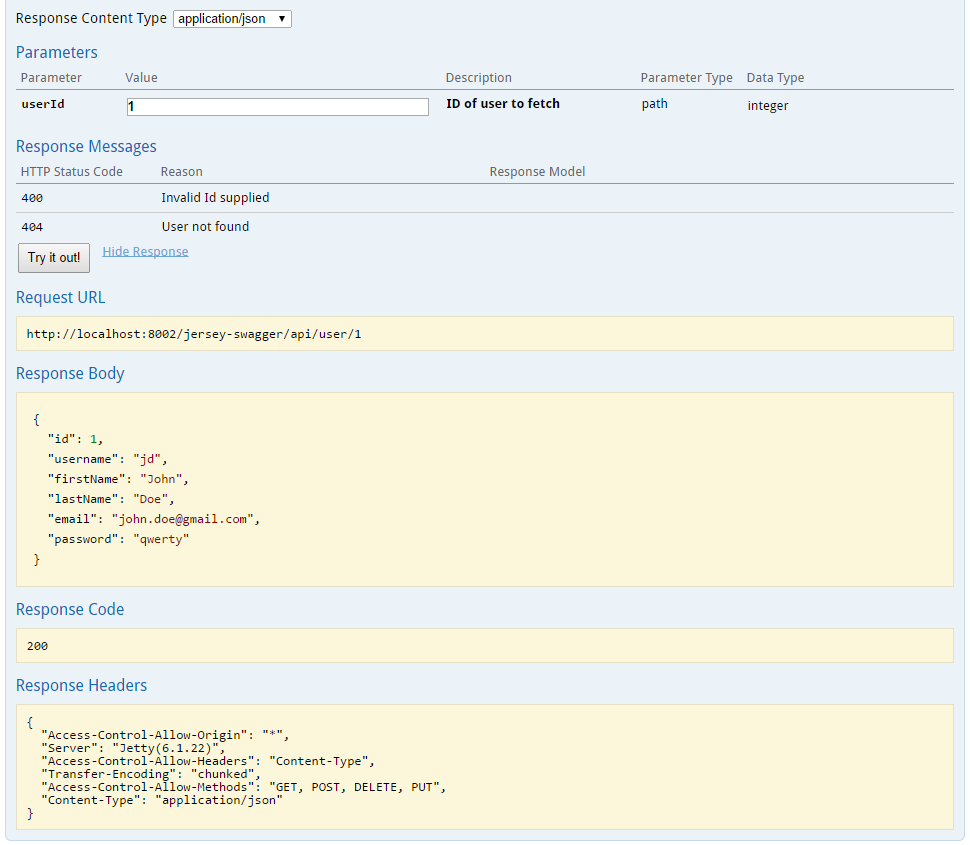 Response Content Type application/json
Parameters
Parameter Value Description Parameter Type Data Type
userId 1 ID of user to fetch path integer
Response Messages
HTTP Status Code Reason Response Model
400 Invalid Id supplied
404 User not found
Try it out! Hide Response
Request URL
http://localhost:8002/jersey-swagger/api/user/1
Response Body
{
"id": 1,
"username": "jd",
"firstName": "John",
"lastName": "Doe",
"email": "john.doe@gmail.com",
"password": "qwerty"
}
Response Code
200
Response Headers
{
"Access-Control-Allow-Origin": "*",
"Server": "Jetty(6.1.22)",
"Access-Control-Allow-Headers": "Content-Type",
"Transfer-Encoding": "chunked",
"Access-Control-Allow-Methods": "GET, POST, DELETE, PUT",
"Content-Type": "application/json"
}